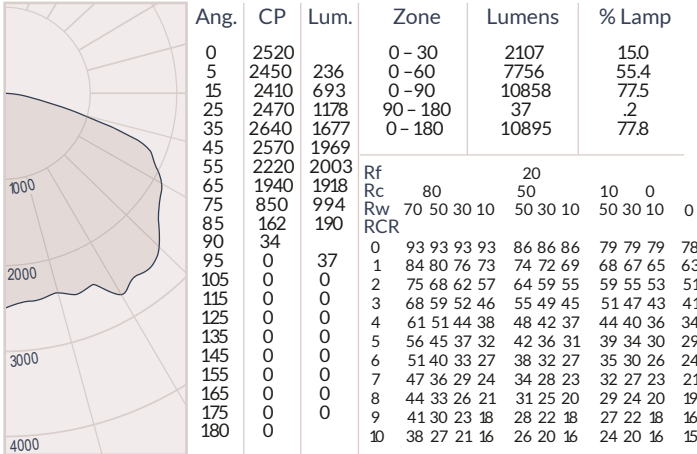 1000
2000
3000
4000
Ang. CP Lum.
0 2520
5 2450 236
15 2410 693
25 2470 1178
35 2640 1677
45 2570 1969
55 2220 2003
65 1940 1918
75 850 994
85 162 190
90 34
95 0 37
105 0 0
115 0 0
125 0 0
135 0 0
145 0 0
155 0 0
165 0 0
175 0 0
180 0
Zone Lumens % Lamp
0 – 30 2107 15.0
0 – 60 7756 55.4
0 – 90 10858 77.5
90 – 180 37 .2
0 – 180 10895 77.8
Rf 20
Rc 80 50 10 0
Rw 70 50 30 10 50 30 10 50 30 10 0
RCR
0 93 93 93 93 86 86 86 79 79 79 78
1 84 80 76 73 74 72 69 68 67 65 63
2 75 68 62 57 64 59 55 59 55 53 51
3 68 59 52 46 55 49 45 51 47 43 41
4 61 51 44 38 48 42 37 44 40 36 34
5 56 45 37 32 42 36 31 39 34 30 29
6 51 40 33 27 38 32 27 35 30 26 24
7 47 36 29 24 34 28 23 32 27 23 21
8 44 33 26 21 31 25 20 29 24 20 19
9 41 30 23 18 28 22 18 27 22 18 16
10 38 27 21 16 26 20 16 24 20 16 15